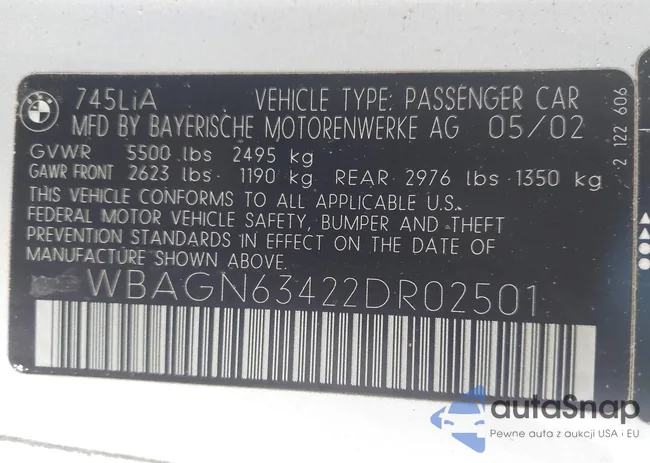 745LiA VEHICLE TYPE: PASSENGER CAR
MFD BY BAYERISCHE MOTORENWERKE AG 05/02
GVWR 5500 lbs 2495 kg
GAWR FRONT 2623 lbs 1190 kg REAR 2976 lbs 1350 kg
THIS VEHICLE CONFORMS TO ALL APPLICABLE U.S.
FEDERAL MOTOR VEHICLE SAFETY, BUMPER AND THEFT
PREVENTION STANDARDS IN EFFECT ON THE DATE OF
MANUFACTURE SHOWN ABOVE.
WBAGN63422DR02501
2 122 606
autoSnap
Pewne auta z aukcji USA i EU